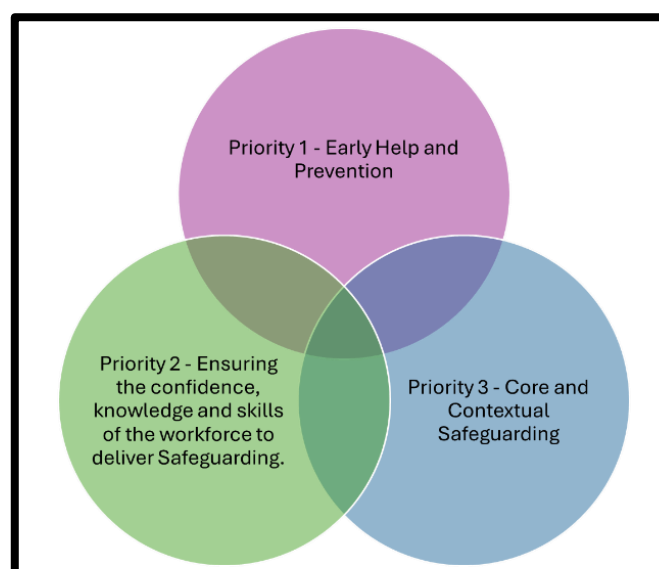 Priority 1 - Early Help and
Prevention
Priority 2 - Ensuring
the confidence,
knowledge and skills
of the workforce to
deliver Safeguarding.
Priority 3 - Core and
Contextual
Safeguarding